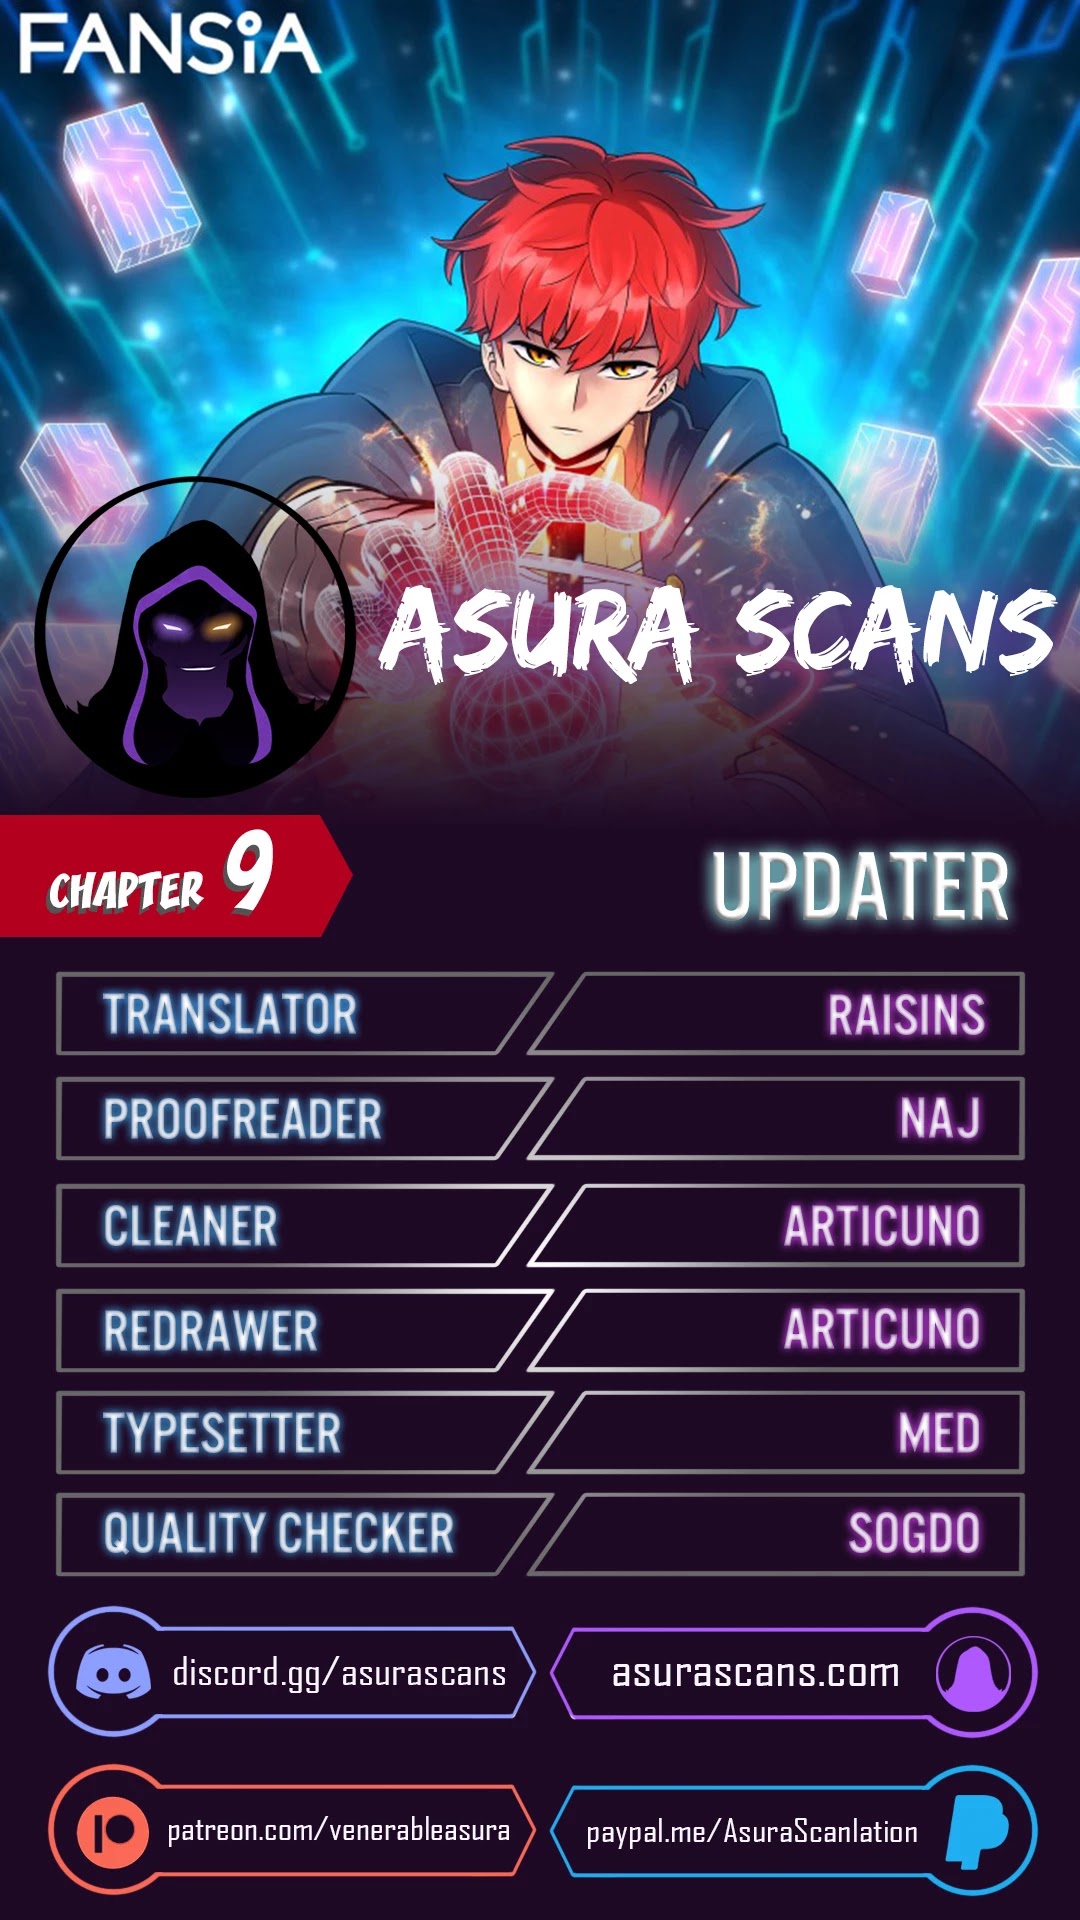 FANSiA
ASURA SCANS
CHAPTER 9
UPDATER
TRANSLATOR RAISINS
PROOFREADER NAJ
CLEANER ARTICUNO
REDRAWER ARTICUNO
TYPESETTER MED
QUALITY CHECKER SOGDO
discord.gg/asurascans asurascans.com
patreon.com/venerableasura paypal.me/AsuraScanlation